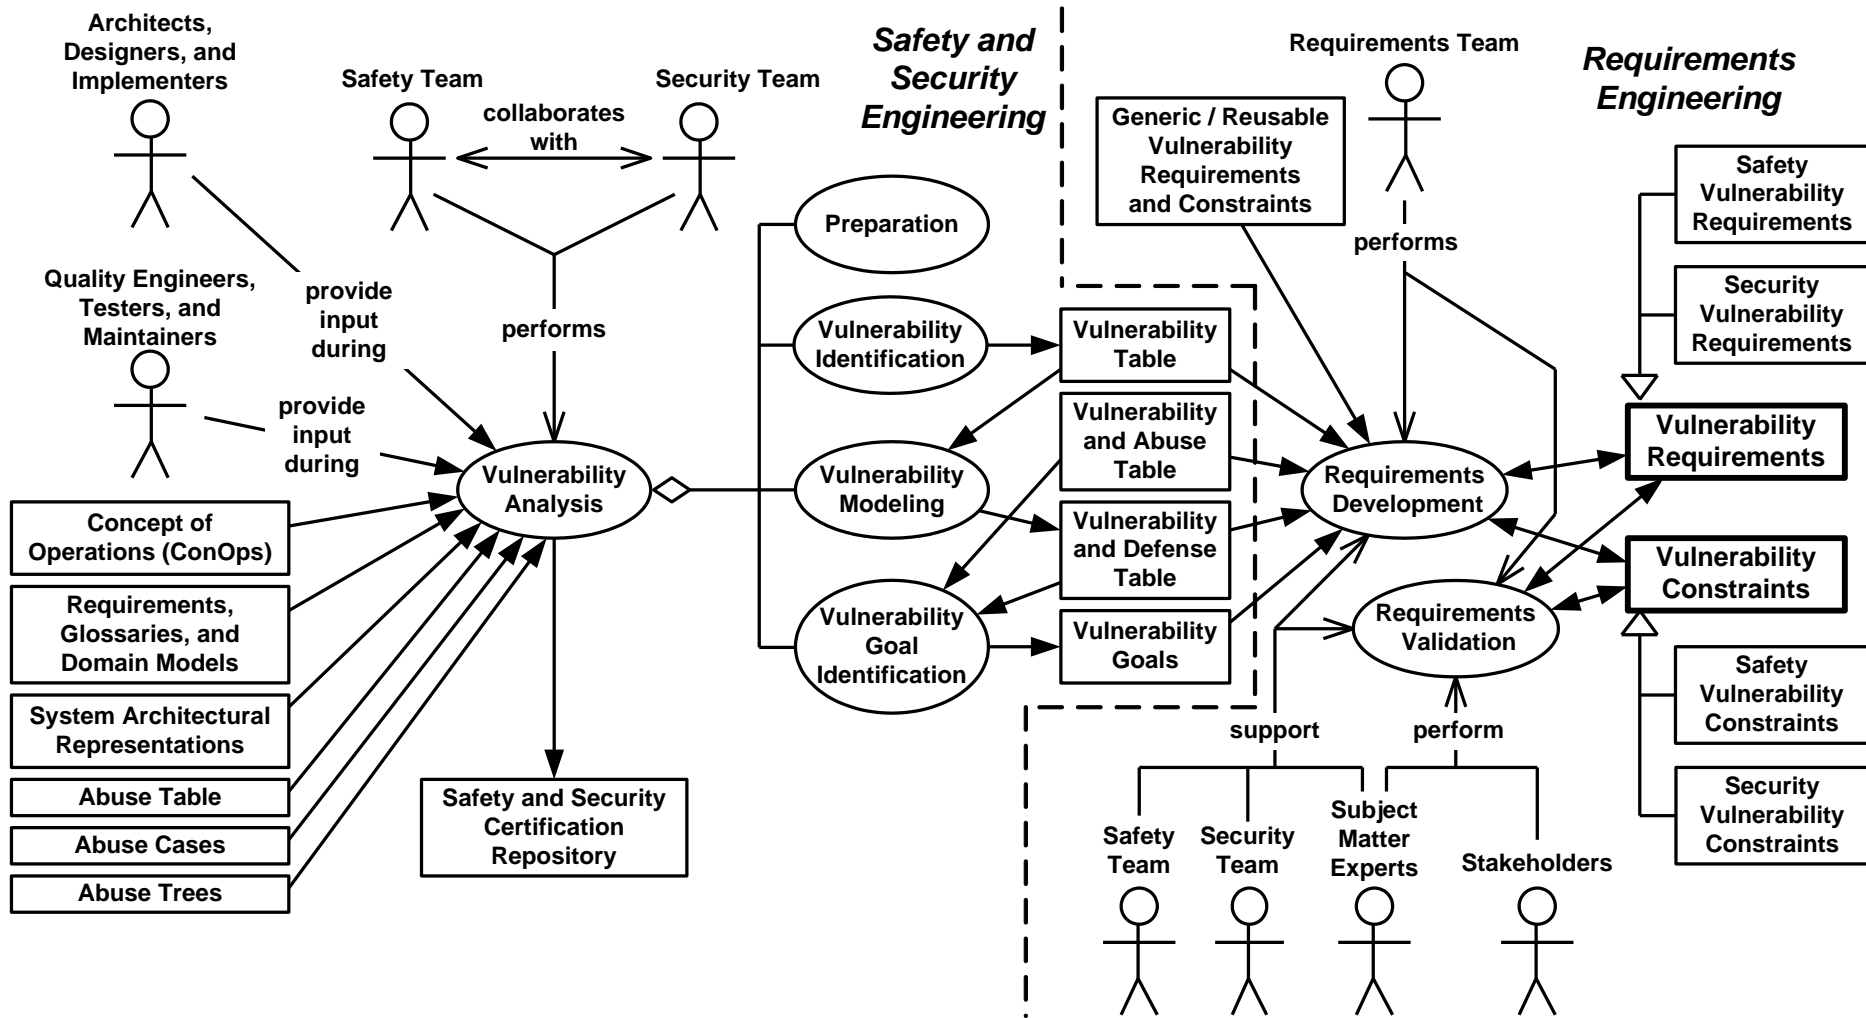 Architects,
Designers, and
Implementers
Safety Team
collaborates
with
Security Team
Safety and
Security
Engineering
Requirements Team
Requirements
Engineering
Generic / Reusable
Vulnerability
Requirements
and Constraints
performs
Safety
Vulnerability
Requirements
Security
Vulnerability
Requirements
Quality Engineers,
Testers, and
Maintainers
provide
input
during
performs
provide
input
during
Preparation
Vulnerability
Identification
Vulnerability
Modeling
Vulnerability
Goal
Identification
Vulnerability
Table
Vulnerability
and Abuse
Table
Vulnerability
and Defense
Table
Vulnerability
Goals
Vulnerability
Analysis
Requirements
Development
Requirements
Validation
Vulnerability
Requirements
Vulnerability
Constraints
Concept of
Operations (ConOps)
Requirements,
Glossaries, and
Domain Models
System Architectural
Representations
Abuse Table
Abuse Cases
Abuse Trees
Safety and Security
Certification
Repository
support
perform
Safety
Vulnerability
Constraints
Security
Vulnerability
Constraints
Safety
Team
Security
Team
Subject
Matter
Experts
Stakeholders